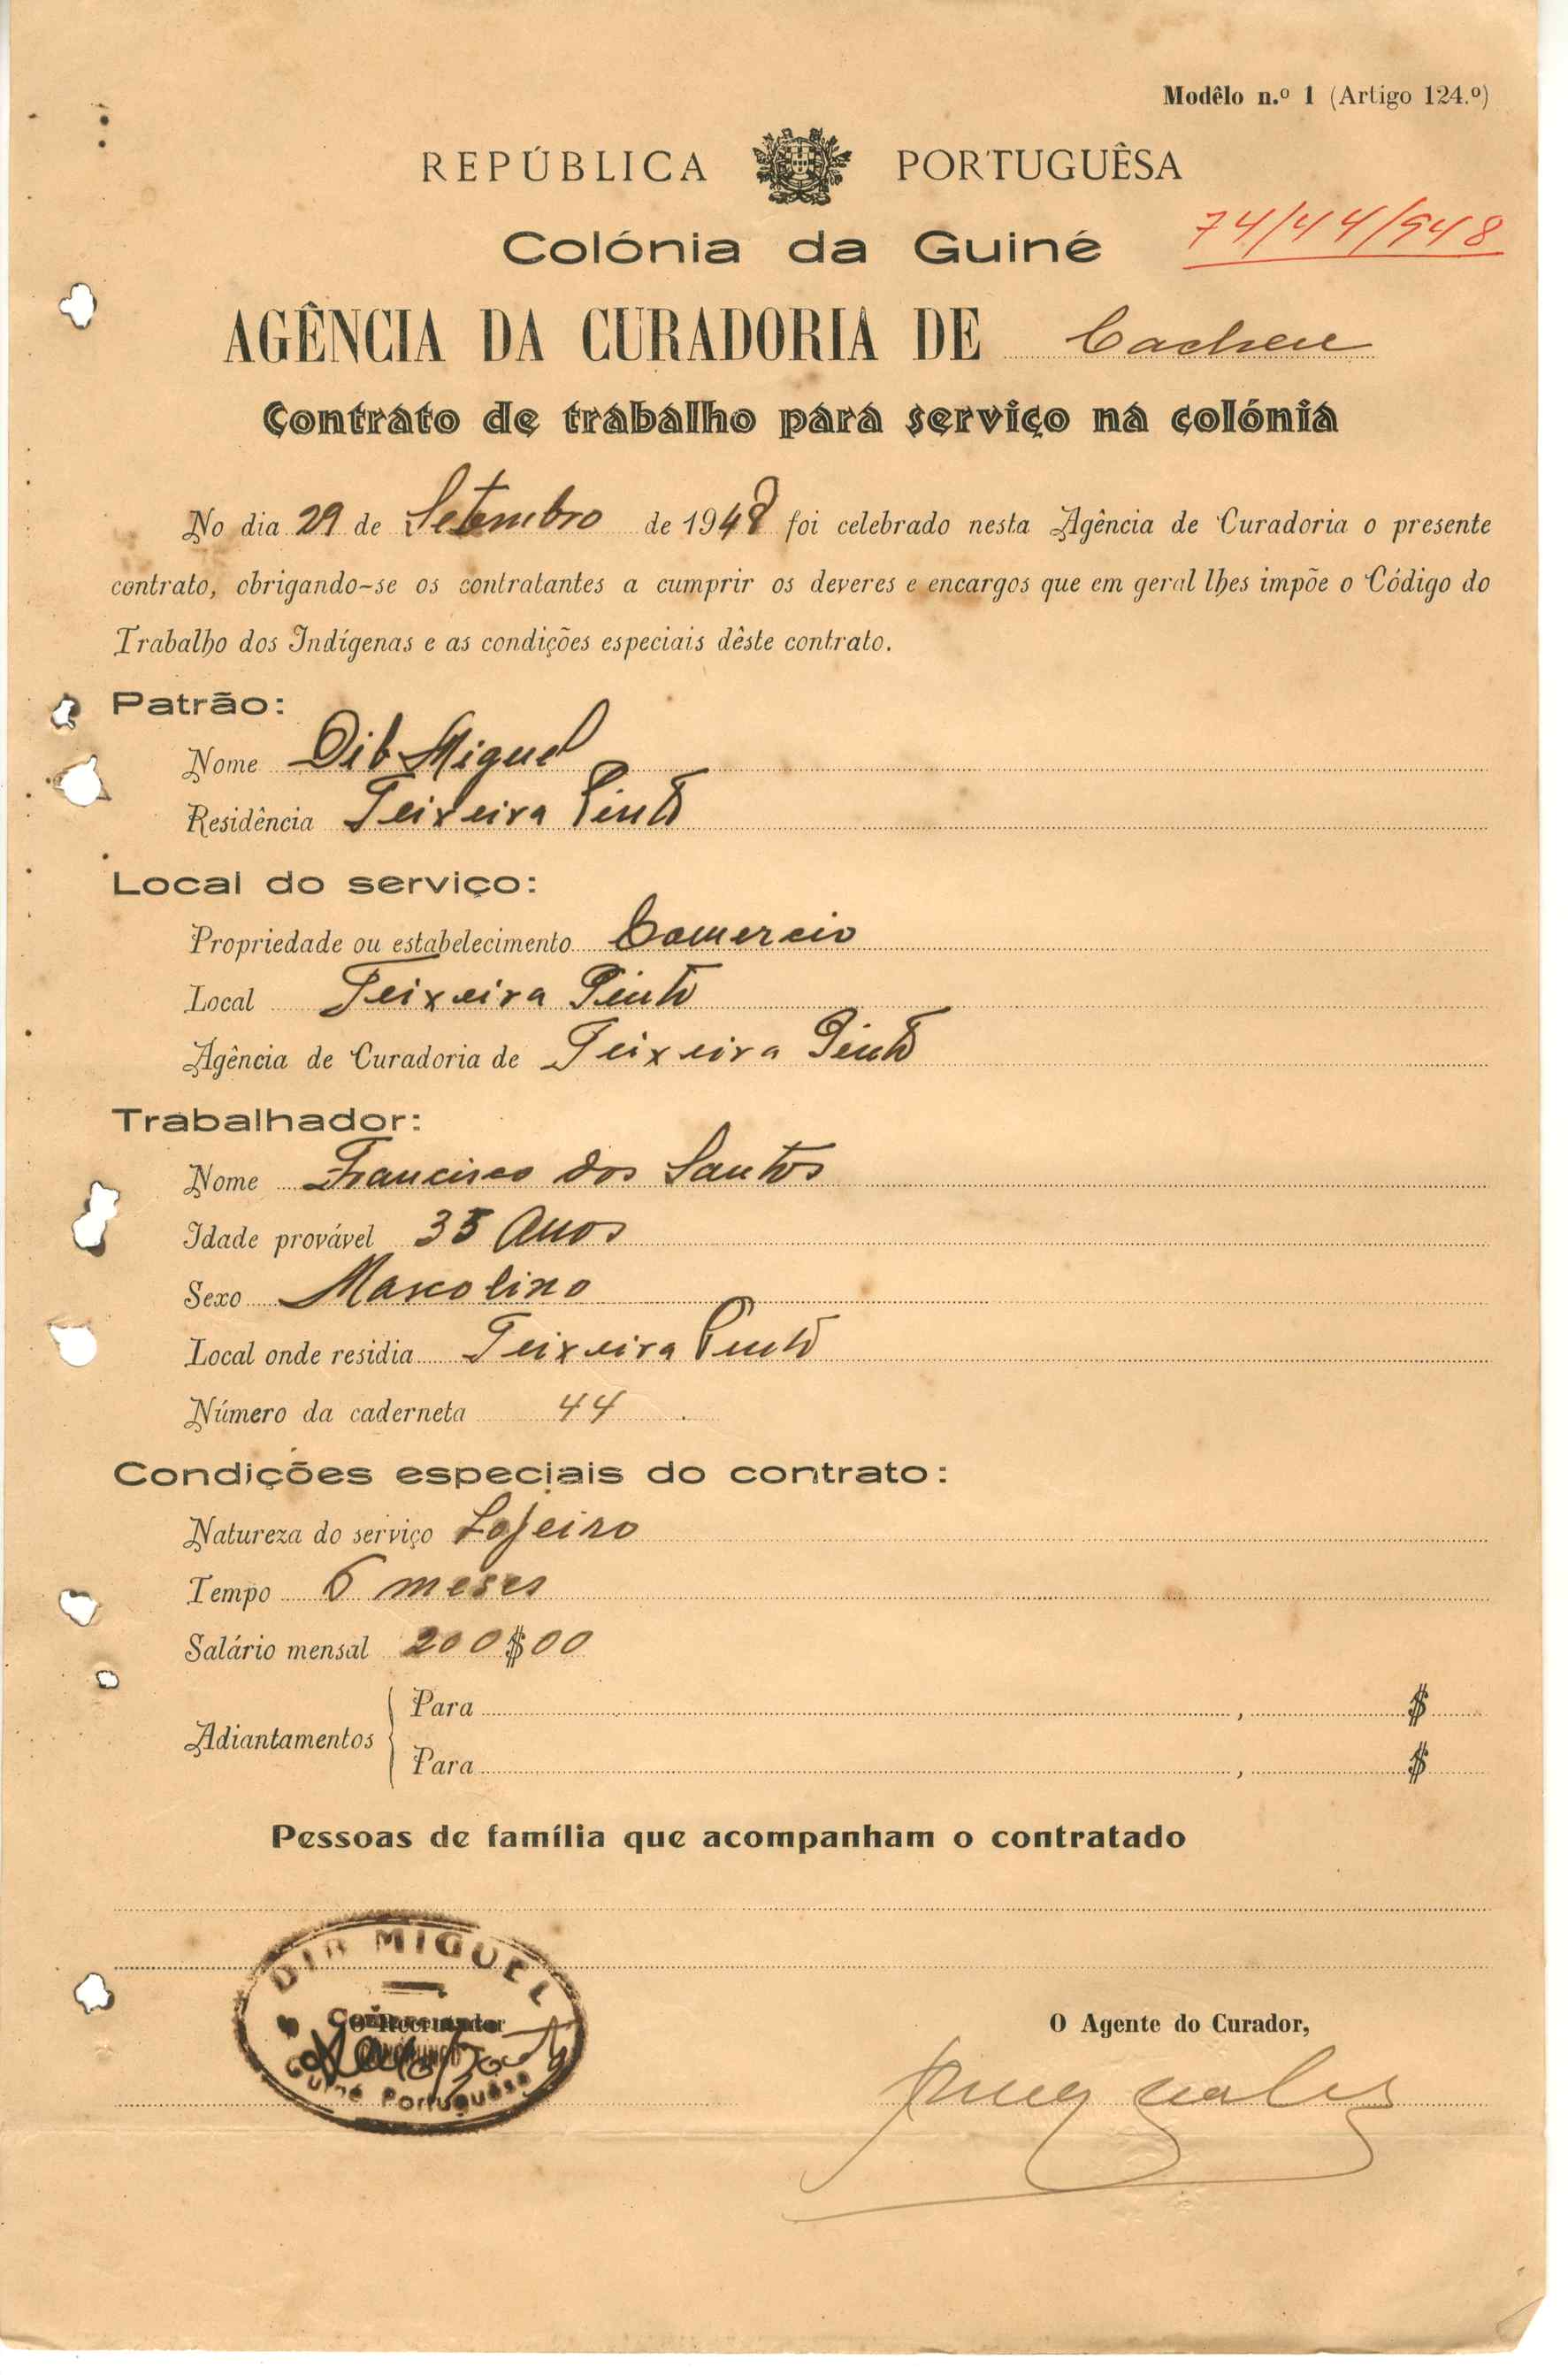 Modêlo n.º 1 (Artigo 124.º)
REPÚBLICA PORTUGUÊSA
Colónia da Guiné
74/44/948
AGÊNCIA DA CURADORIA DE Cacheu
Contrato de trabalho para serviço na colónia
No dia 29 de Setembro de 1948 foi celebrado nesta Agência de Curadoria o presente
contrato, obrigando-se os contratantes a cumprir os deveres e encargos que em geral lhes impõe o Código do
Trabalho dos Indígenas e as condições especiais dêste contrato.
Patrão:
Nome Dib Miguel
Residência Teixeira Pinto
Local do serviço:
Propriedade ou estabelecimento Comercio
Local Teixeira Pinto
Agência de Curadoria de Teixeira Pinto
Trabalhador:
Nome Francisco dos Santos
Idade provável 35 Anos
Sexo Mascolino
Local onde residia Teixeira Pinto
Número da caderneta 44
Condições especiais do contrato:
Natureza do serviço Lojeiro
Tempo 6 meses
Salário mensal 200$00
Adiantamentos
Para , $
Para , $
Pessoas de família que acompanham o contratado
DIB MIGUEL
O Recrutador
Guiné Portuguêsa
O Agente do Curador,